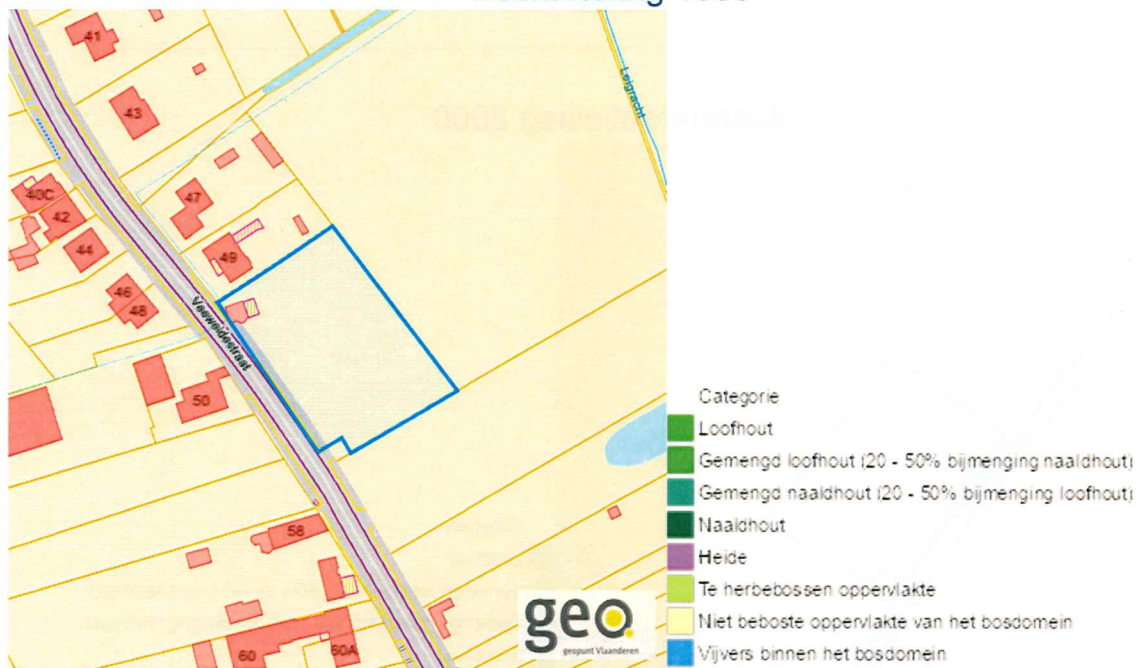 41
43
Leigracht
40C
42
47
44
49
46
48
50
58
60
60A
geo
geopunt Vlaanderen
Categorie
Loofhout
Gemengd loofhout (20 - 50% bijmenging naaldhout)
Gemengd naaldhout (20 - 50% bijmenging loofhout)
Naaldhout
Heide
Te herbebossen oppervlakte
Niet beboste oppervlakte van het bosdomein
Vijvers binnen het bosdomein